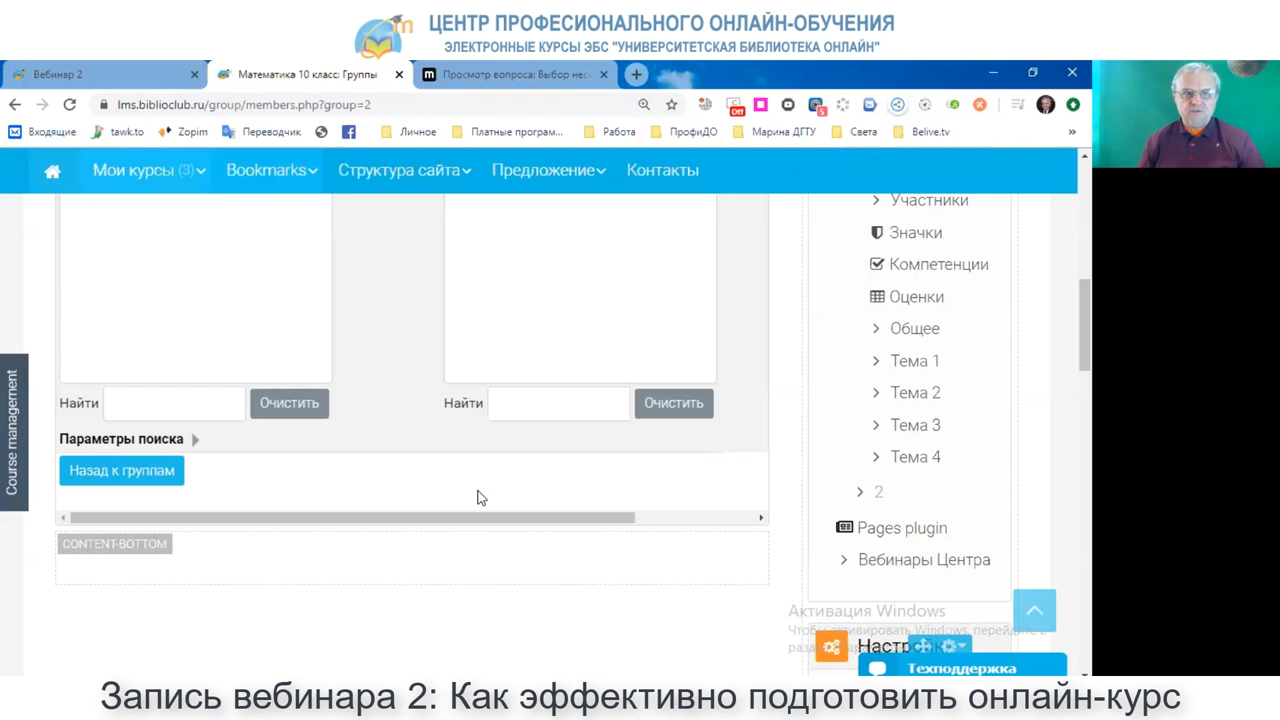 ЦЕНТР ПРОФЕСИОНАЛЬНОГО ОНЛАЙН-ОБУЧЕНИЯ
ЭЛЕКТРОННЫЕ КУРСЫ ЭБС "УНИВЕРСИТЕТСКАЯ БИБЛИОТЕКА ОНЛАЙН"
Вебинар 2
Математика 10 класс: Группы
Просмотр вопроса: Выбор нес
lms.biblioclub.ru/group/members.php?group=2
Входящие
tawk.to
Zopim
Переводчик
Личное
Платные програм...
Работа
ПрофиДО
Марина ДГТУ
Света
Belive.tv
Мои курсы (3)
Bookmarks
Структура сайта
Предложение
Контакты
Участники
Значки
Компетенции
Оценки
Общее
Тема 1
Тема 2
Тема 3
Тема 4
2
Pages plugin
Вебинары Центра
Course management
Найти
Очистить
Найти
Очистить
Параметры поиска
Назад к группам
CONTENT-BOTTOM
Активация Windows
Чтобы активировать Windows, перейдите в
Техподдержка
Запись вебинара 2: Как эффективно подготовить онлайн-курс